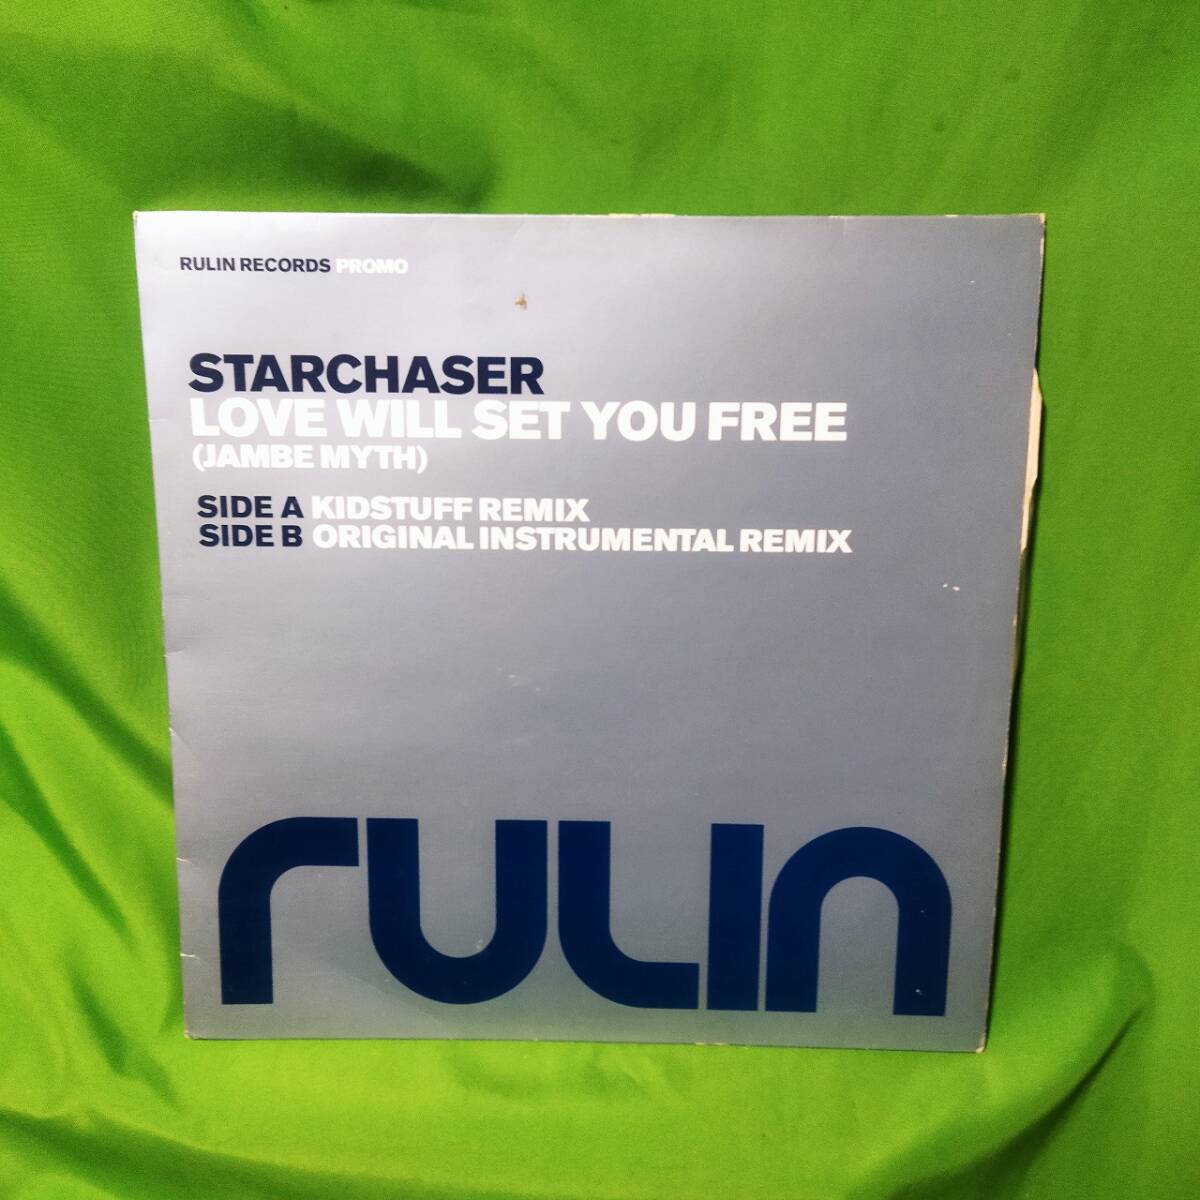 RULIN RECORDS PROMO
STARCHASER
LOVE WILL SET YOU FREE
(JAMBE MYTH)
SIDE A KIDSTUFF REMIX
SIDE B ORIGINAL INSTRUMENTAL REMIX
rulin